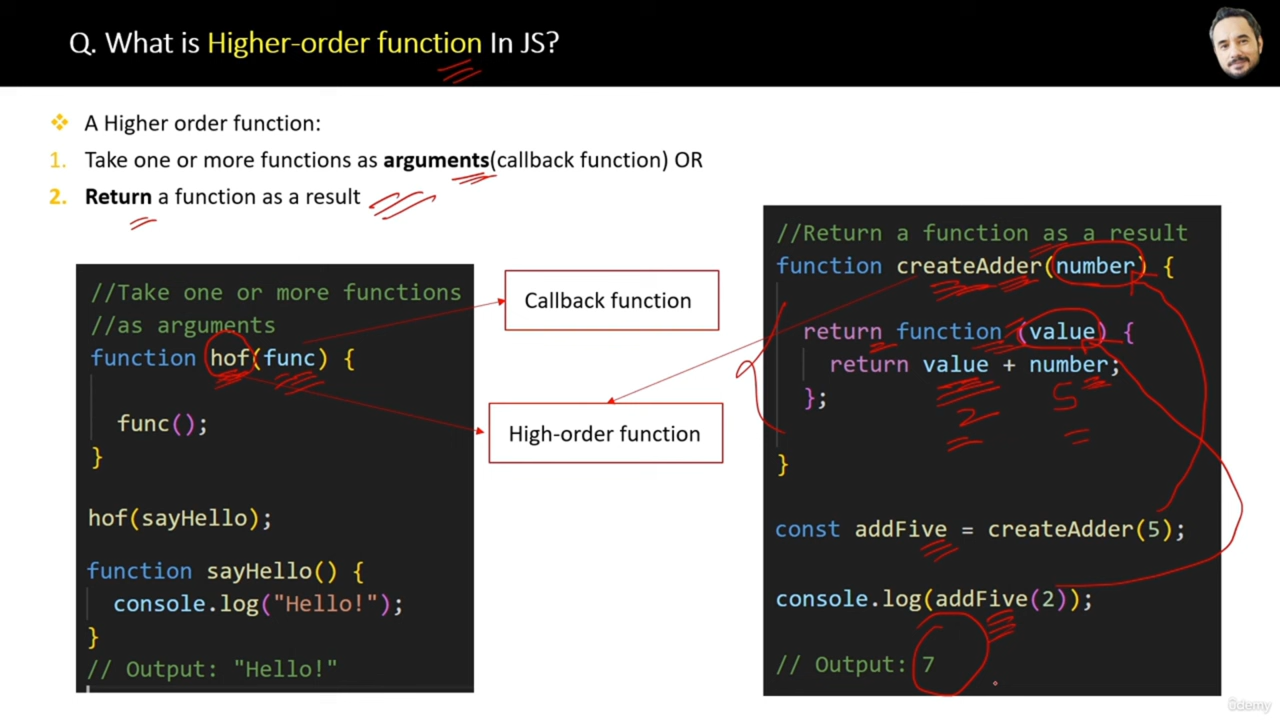 Q. What is Higher-order function In JS?
❖ A Higher order function:
1. Take one or more functions as arguments(callback function) OR
2. Return a function as a result
//Take one or more functions
//as arguments
function hof(func) {
func();
}
hof(sayHello);
function sayHello() {
console.log("Hello!");
}
// Output: "Hello!"
Callback function
High-order function
//Return a function as a result
function createAdder(number) {
return function (value) {
return value + number;
};
2 5
}
const addFive = createAdder(5);
console.log(addFive(2));
// Output: 7
ûdemy